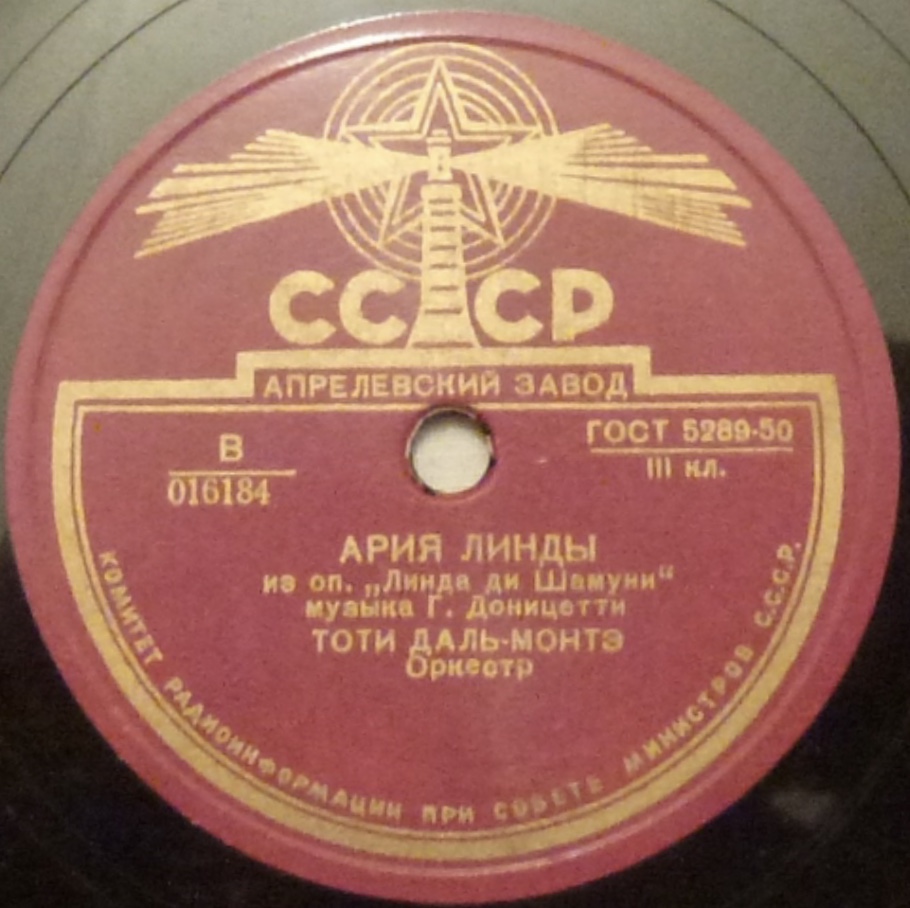 СССР
АПРЕЛЕВСКИЙ ЗАВОД
В
016184
ГОСТ 5289-50
III кл.
АРИЯ ЛИНДЫ
из оп. „Линда ди Шамуни“
музыка Г. Доницетти
ТОТИ ДАЛЬ-МОНТЭ
Оркестр
КОМИТЕТ РАДИОИНФОРМАЦИИ ПРИ СОВЕТЕ МИНИСТРОВ С.С.С.Р.